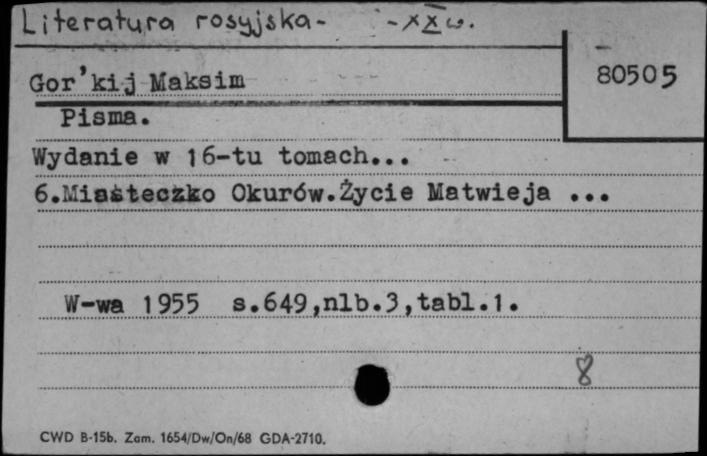 Literatura rosyjska- -XX w.
80505
Gor'kij Maksim
Pisma.
Wydanie w 16-tu tomach...
6.Miasteczko Okurów.Życie Matwieja ...
W-wa 1955 s.649,nlb.3,tabl.1.
8
CWD B-15b. Zam. 1654/Dw/On/68 GDA-2710.